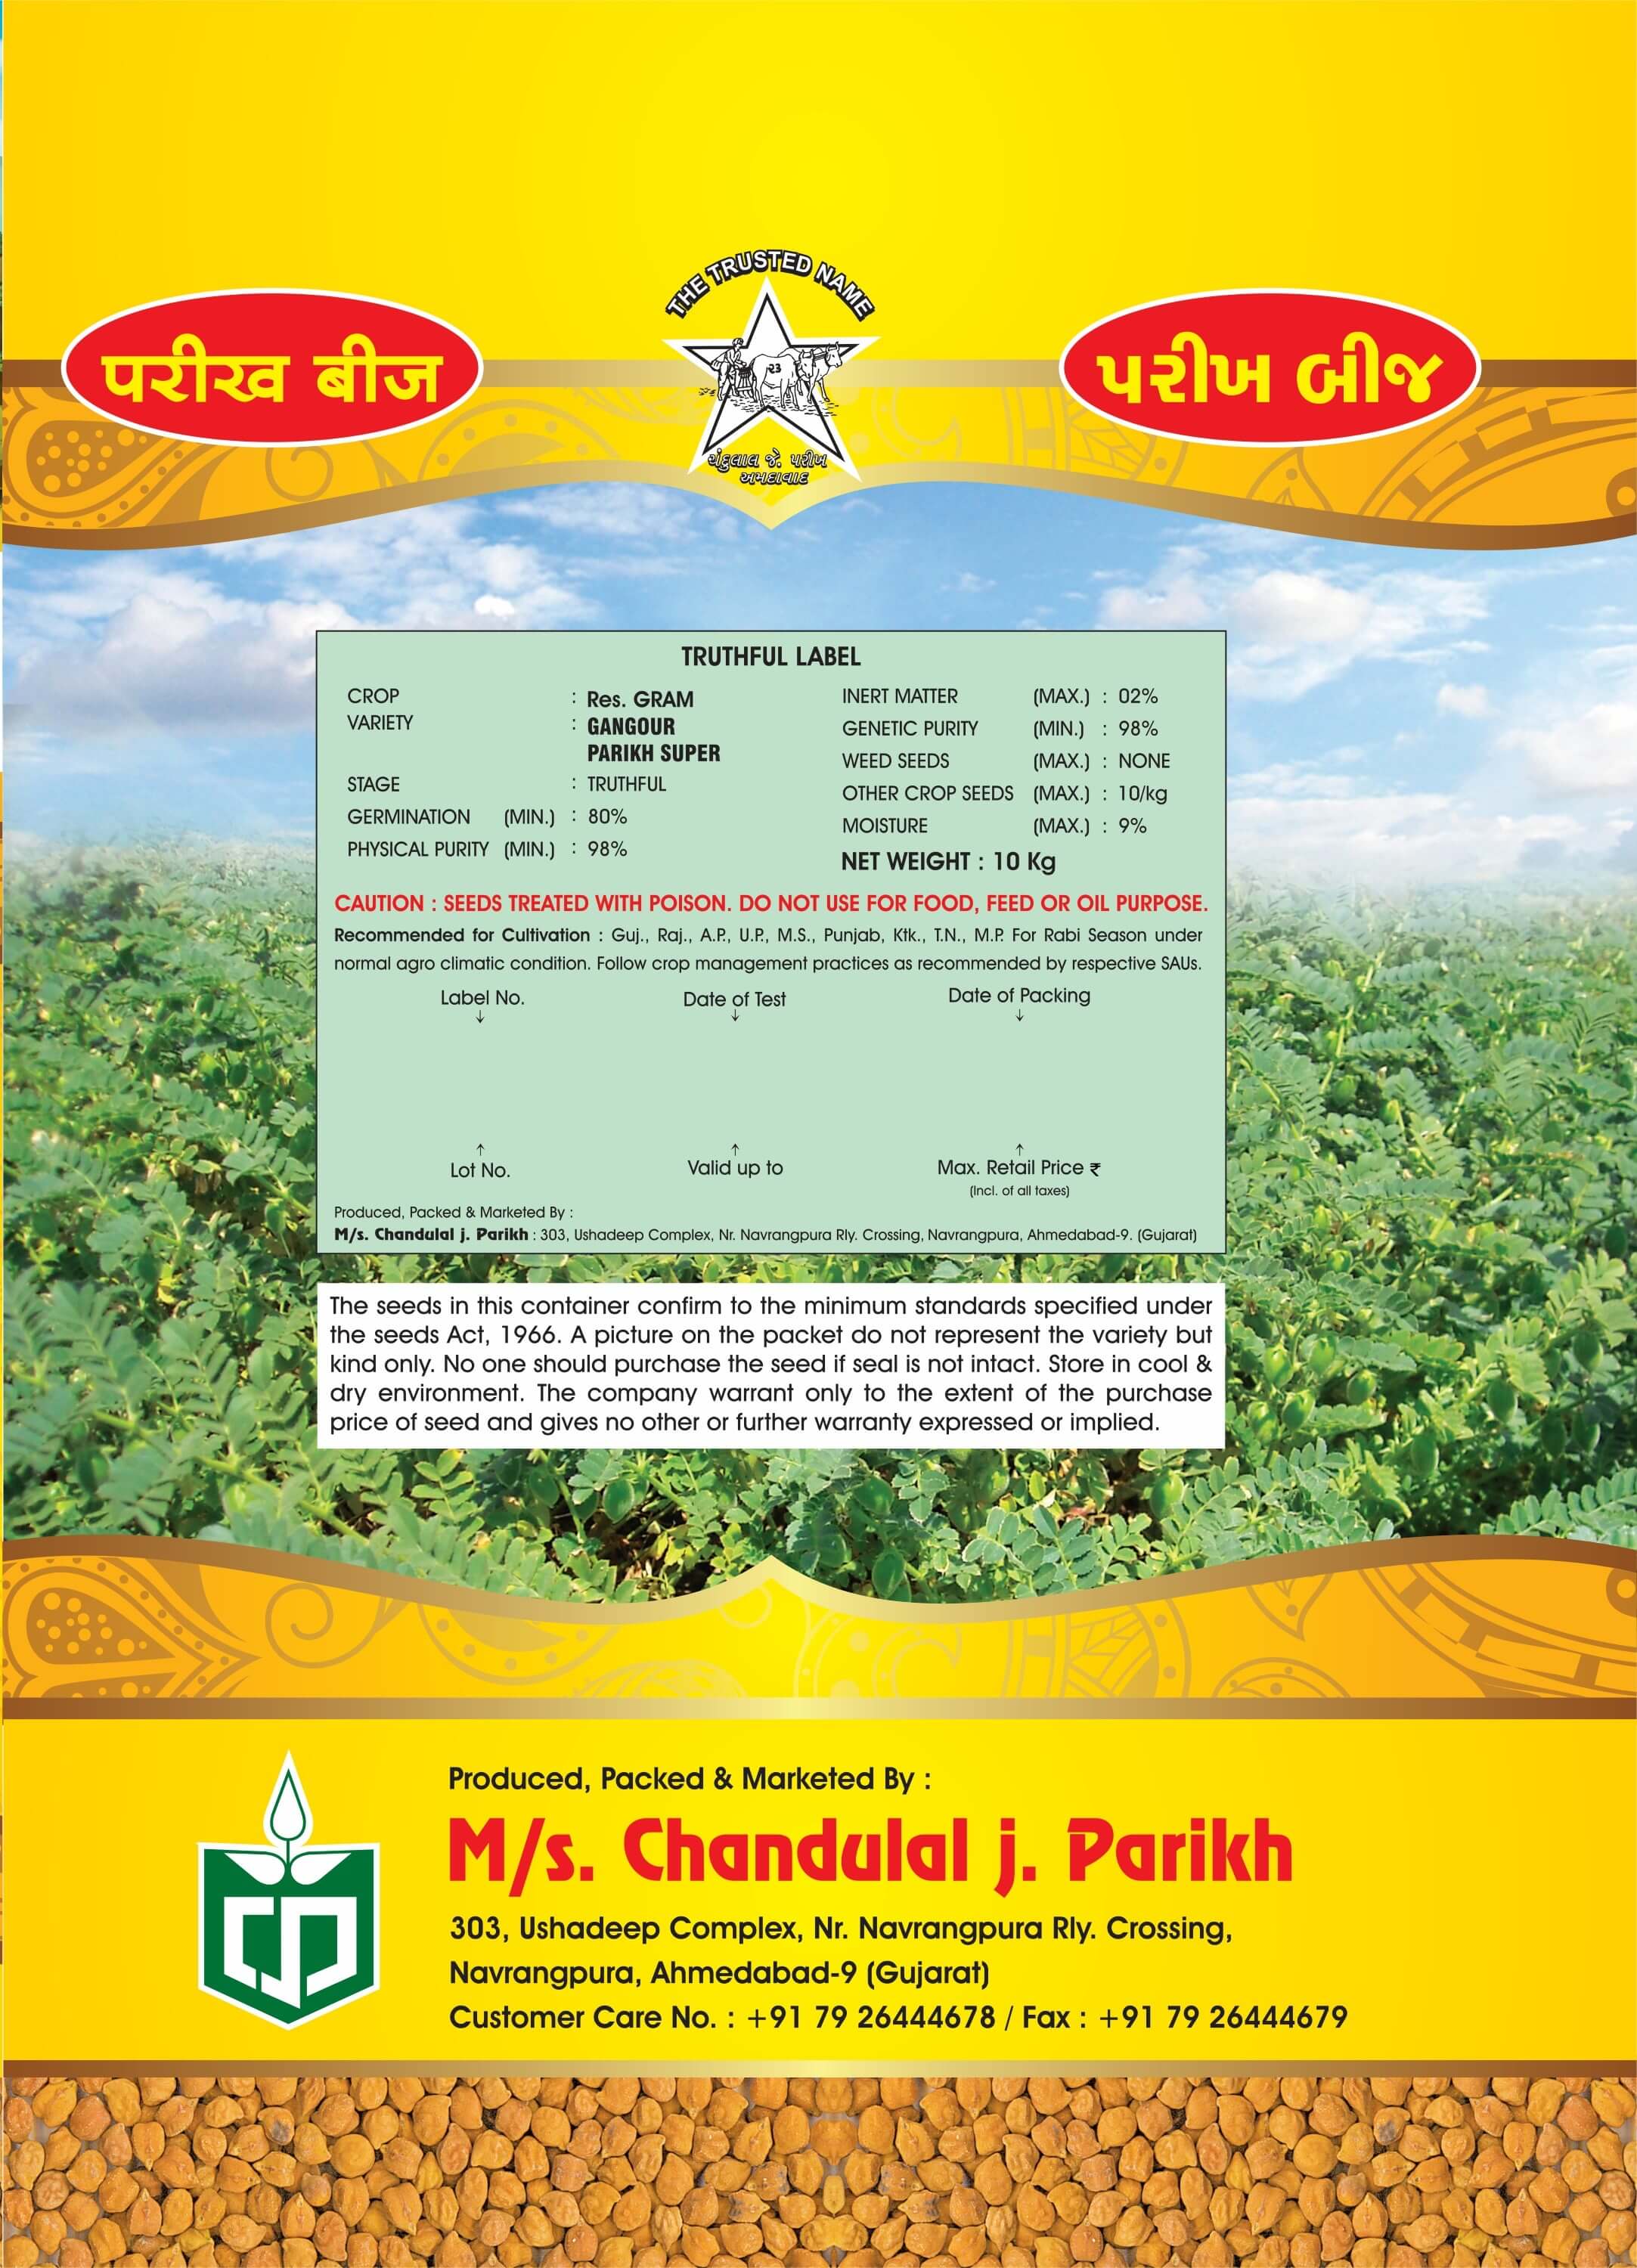 THE TRUSTED NAME
परीख बीज
23
પરીખ બીજ
ચંદુલાલ જે. પરીખ
અમદાવાદ
TRUTHFUL LABEL
CROP : Res. GRAM
VARIETY : GANGOUR
PARIKH SUPER
STAGE : TRUTHFUL
GERMINATION (MIN.) : 80%
PHYSICAL PURITY (MIN.) : 98%
INERT MATTER (MAX.) : 02%
GENETIC PURITY (MIN.) : 98%
WEED SEEDS (MAX.) : NONE
OTHER CROP SEEDS (MAX.) : 10/kg
MOISTURE (MAX.) : 9%
NET WEIGHT : 10 Kg
CAUTION : SEEDS TREATED WITH POISON. DO NOT USE FOR FOOD, FEED OR OIL PURPOSE.
Recommended for Cultivation : Guj., Raj., A.P., U.P., M.S., Punjab, Ktk., T.N., M.P. For Rabi Season under
normal agro climatic condition. Follow crop management practices as recommended by respective SAUs.
Label No. Date of Test Date of Packing
↓ ↓ ↓
↑ ↑ ↑
Lot No. Valid up to Max. Retail Price ₹
(Incl. of all taxes)
Produced, Packed & Marketed By :
M/s. Chandulal j. Parikh : 303, Ushadeep Complex, Nr. Navrangpura Rly. Crossing, Navrangpura, Ahmedabad-9. (Gujarat)
The seeds in this container confirm to the minimum standards specified under
the seeds Act, 1966. A picture on the packet do not represent the variety but
kind only. No one should purchase the seed if seal is not intact. Store in cool &
dry environment. The company warrant only to the extent of the purchase
price of seed and gives no other or further warranty expressed or implied.
Produced, Packed & Marketed By :
M/s. Chandulal j. Parikh
303, Ushadeep Complex, Nr. Navrangpura Rly. Crossing,
Navrangpura, Ahmedabad-9 (Gujarat)
Customer Care No. : +91 79 26444678 / Fax : +91 79 26444679